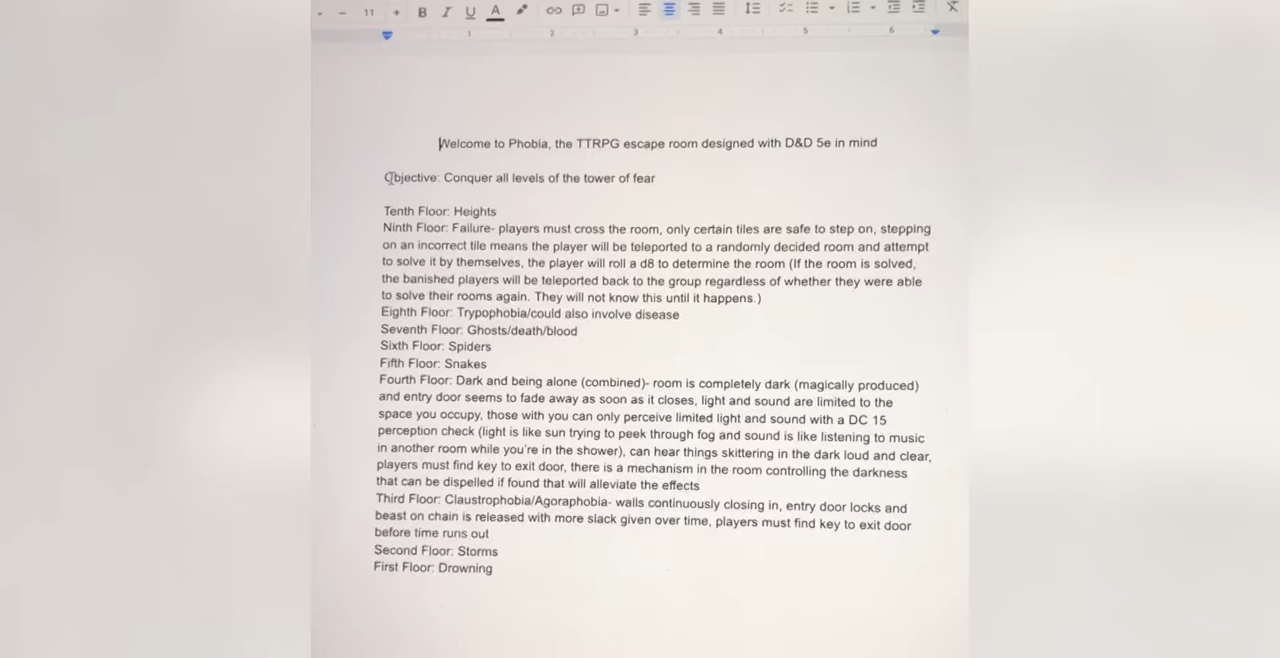 11
B I U A
1 2 3 4 5 6
Welcome to Phobia, the TTRPG escape room designed with D&D 5e in mind
Objective: Conquer all levels of the tower of fear
Tenth Floor: Heights
Ninth Floor: Failure- players must cross the room, only certain tiles are safe to step on, stepping
on an incorrect tile means the player will be teleported to a randomly decided room and attempt
to solve it by themselves, the player will roll a d8 to determine the room (If the room is solved,
the banished players will be teleported back to the group regardless of whether they were able
to solve their rooms again. They will not know this until it happens.)
Eighth Floor: Trypophobia/could also involve disease
Seventh Floor: Ghosts/death/blood
Sixth Floor: Spiders
Fifth Floor: Snakes
Fourth Floor: Dark and being alone (combined)- room is completely dark (magically produced)
and entry door seems to fade away as soon as it closes, light and sound are limited to the
space you occupy, those with you can only perceive limited light and sound with a DC 15
perception check (light is like sun trying to peek through fog and sound is like listening to music
in another room while you're in the shower), can hear things skittering in the dark loud and clear,
players must find key to exit door, there is a mechanism in the room controlling the darkness
that can be dispelled if found that will alleviate the effects
Third Floor: Claustrophobia/Agoraphobia- walls continuously closing in, entry door locks and
beast on chain is released with more slack given over time, players must find key to exit door
before time runs out
Second Floor: Storms
First Floor: Drowning